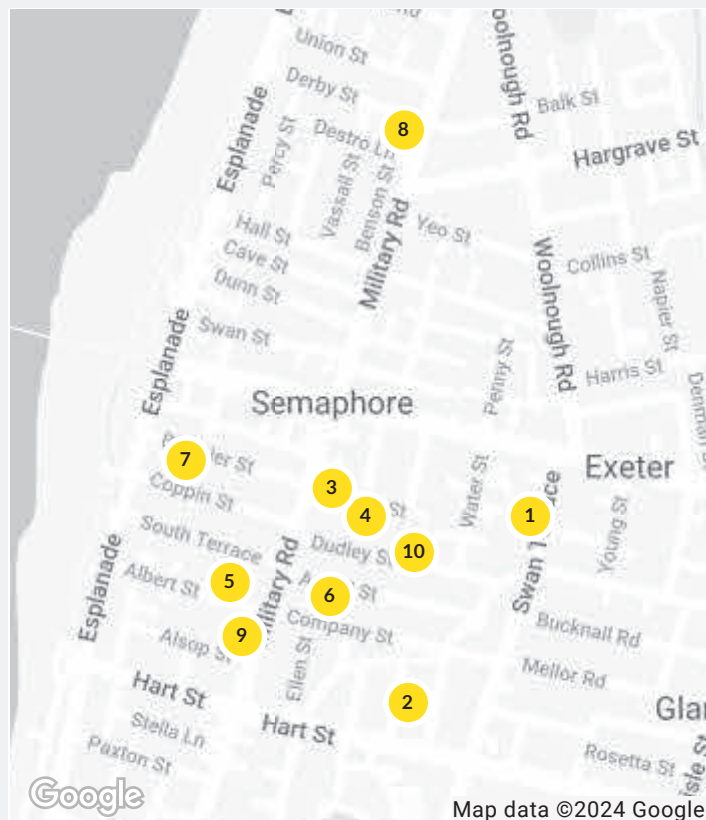 Union St
Derby St
Destro Ln
8
Woolnough Rd
Balk St
Hargrave St
Esplanade
Percy St
Vassall St
Benson St
Military Rd
Yeo St
Hall St
Cave St
Dunn St
Swan St
Woolnough Rd
Collins St
Napier St
Harris St
Penny St
Esplanade
Semaphore
Exeter
7
Coppin St
3
4
St
Water St
1
Young St
South Terrace
Dudley
10
Military Rd
Albert St
5
6
St
Company St
Esplanade
Swan
Bucknall Rd
Mellor Rd
9
Alsop St
Ellen St
2
Hart St
Hart St
Stella Ln
Paxton St
Rosetta St
Google
Map data ©2024 Google